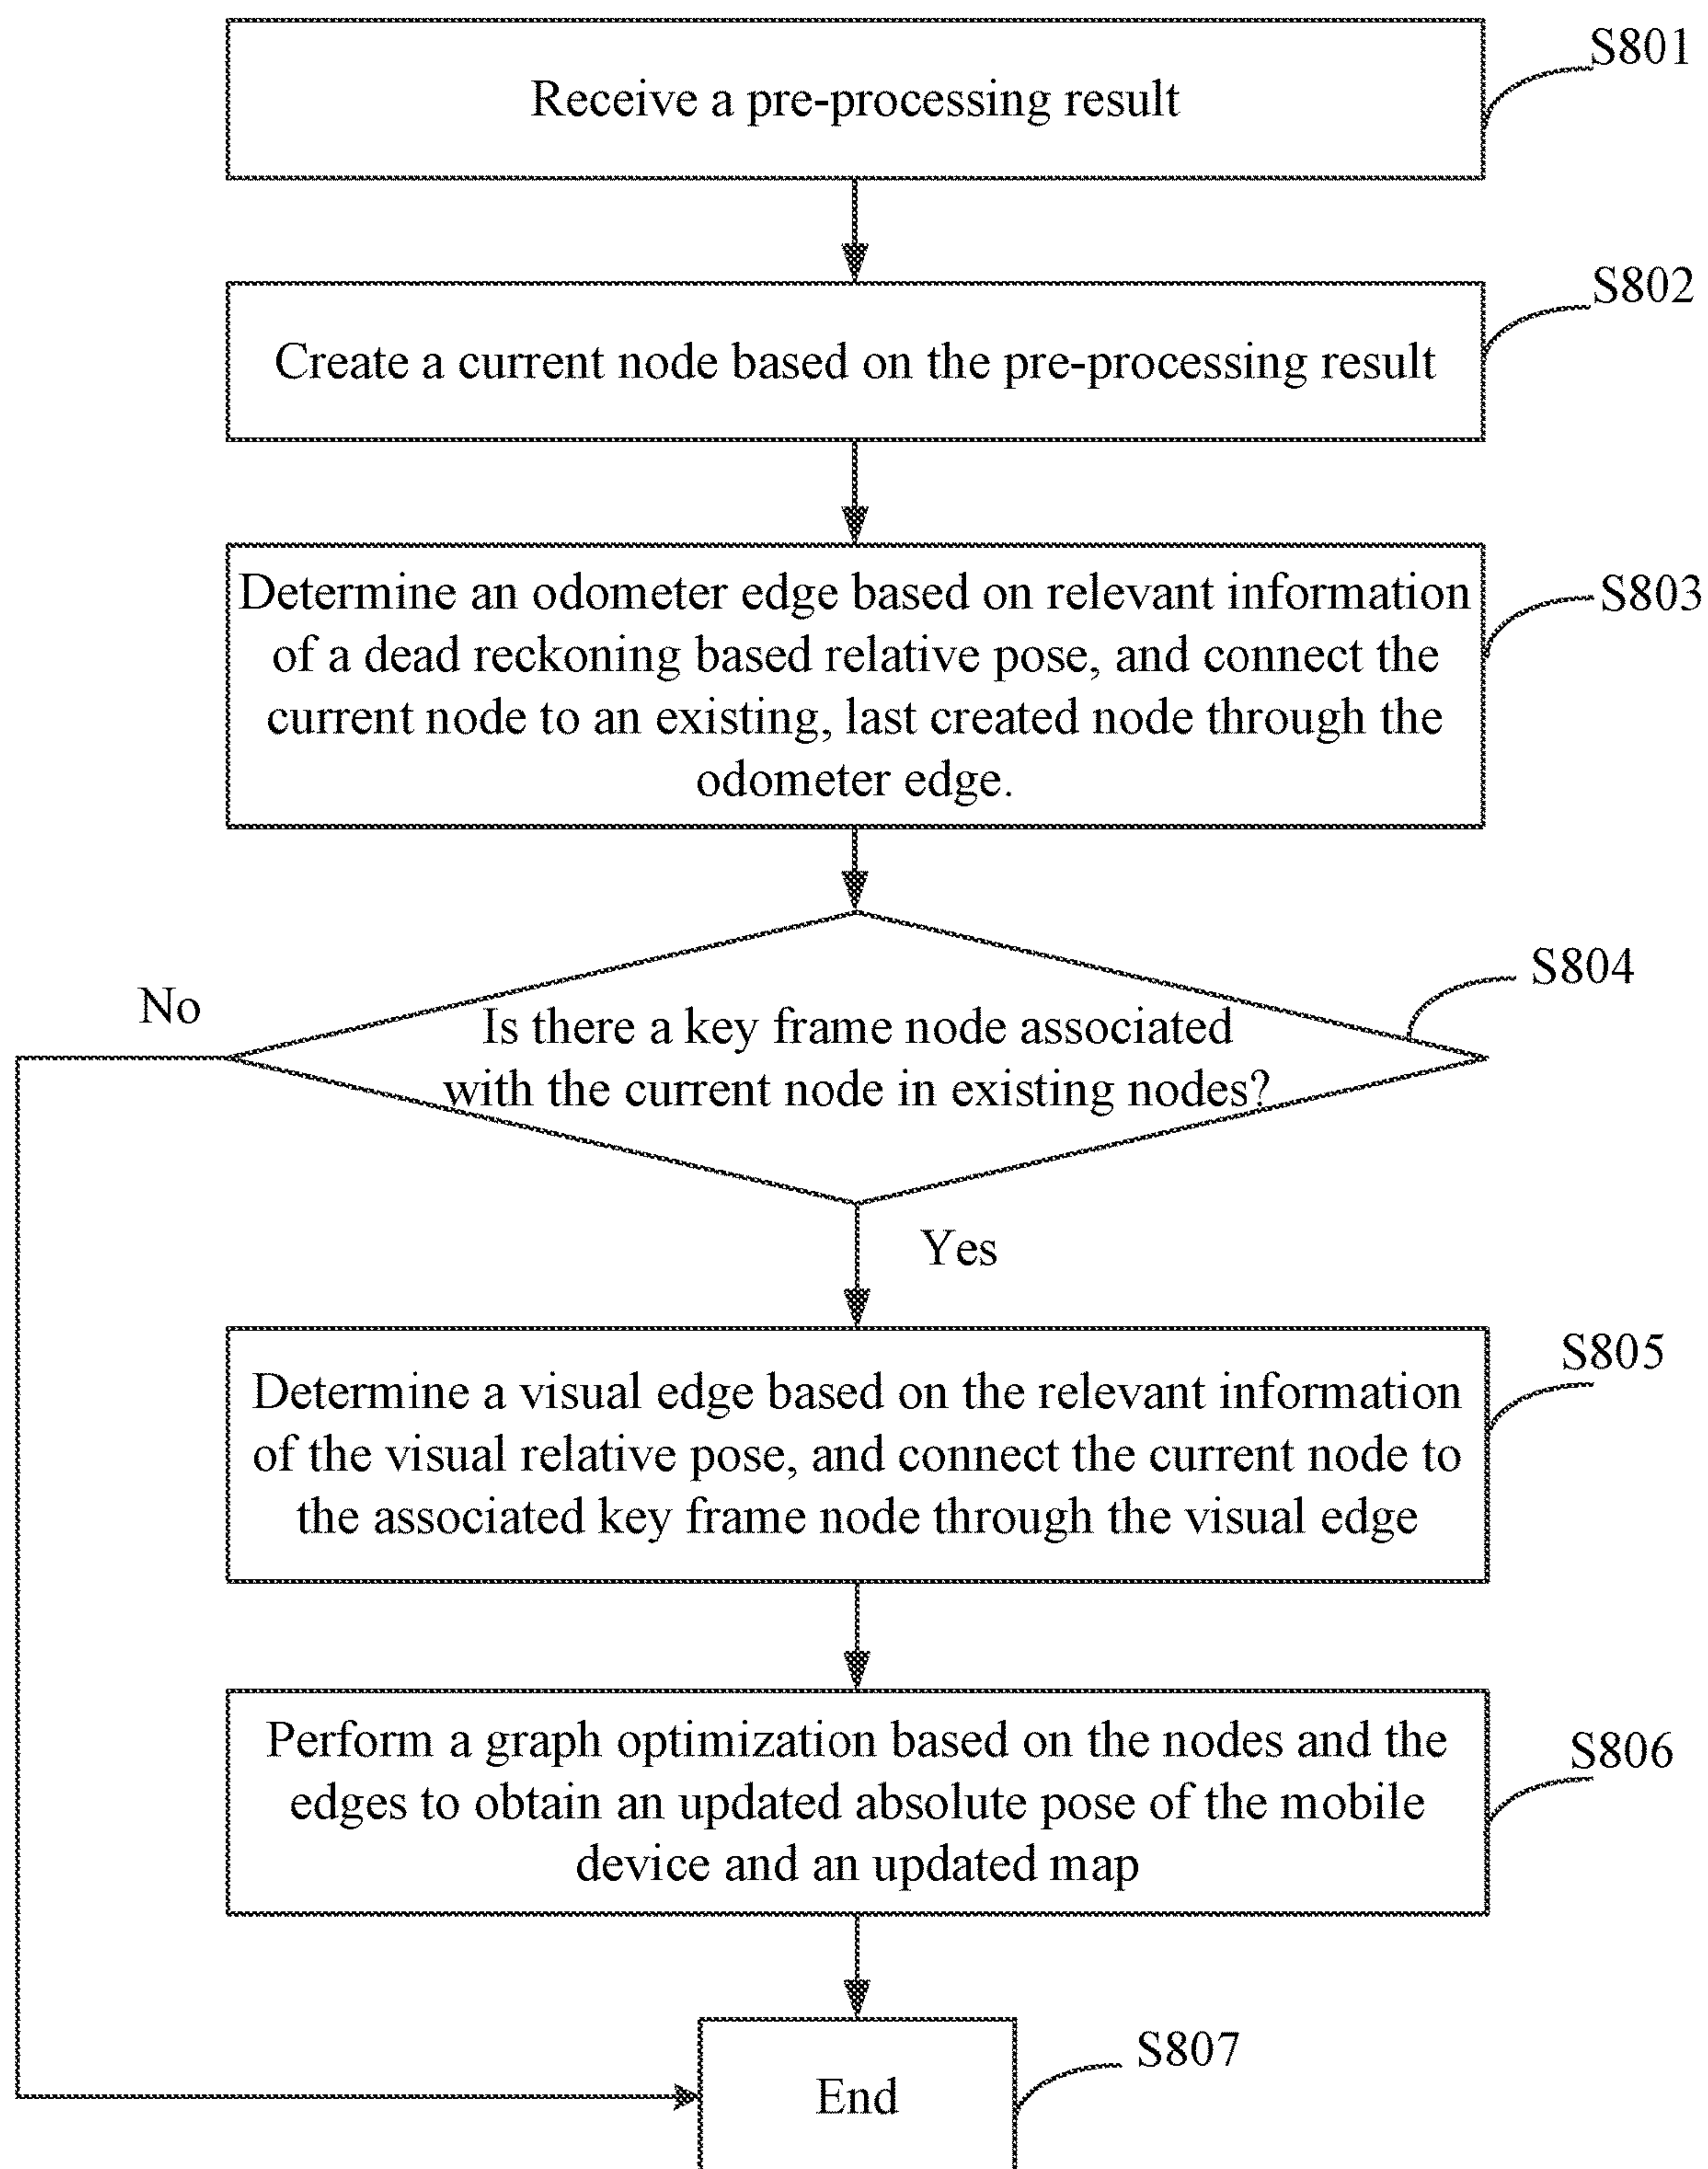 S801
Receive a pre-processing result
S802
Create a current node based on the pre-processing result
Determine an odometer edge based on relevant information
S803
of a dead reckoning based relative pose, and connect the
current node to an existing, last created node through the
odometer edge.
S804
No
Is there a key frame node associated
with the current node in existing nodes?
Yes
S805
Determine a visual edge based on the relevant information
of the visual relative pose, and connect the current node to
the associated key frame node through the visual edge
Perform a graph optimization based on the nodes and the
S806
edges to obtain an updated absolute pose of the mobile
device and an updated map
S807
End